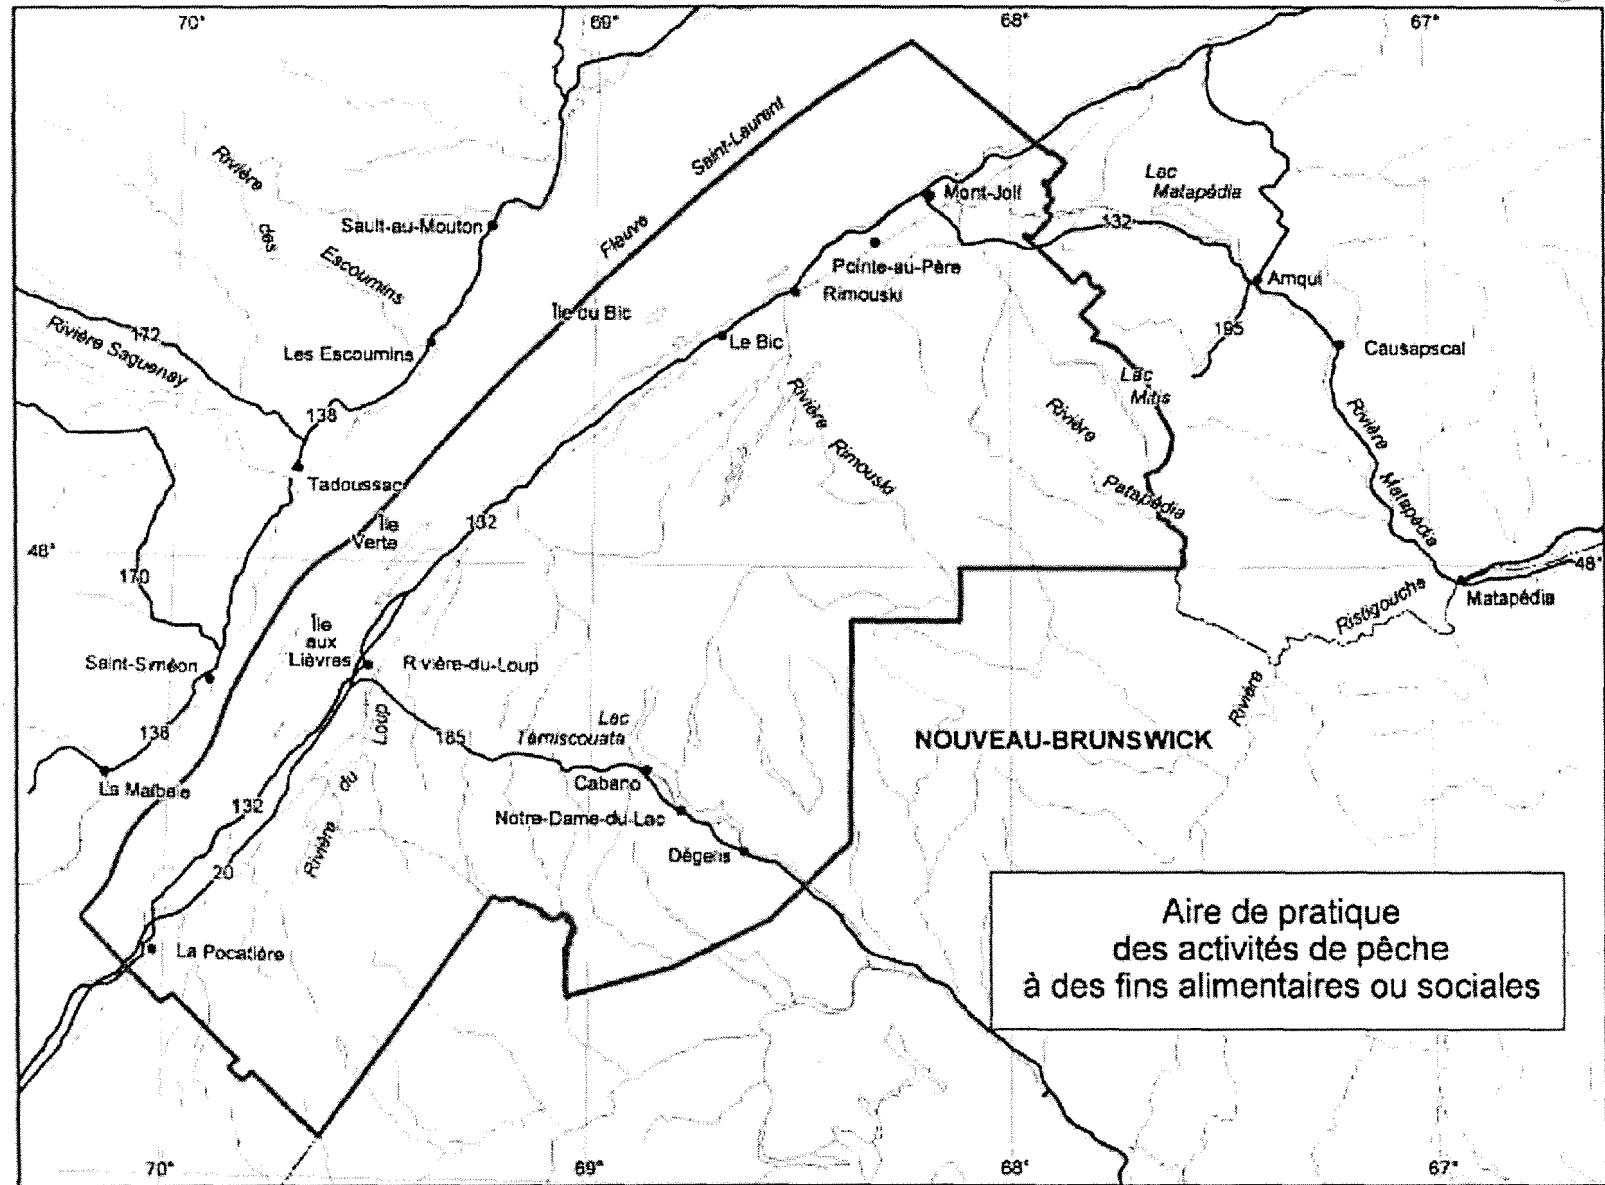 70°
69°
68°
67°
Rivière
des
Escoumins
Sault-au-Mouton
Fleuve
Saint-Laurent
Mont-Joli
Lac
Matapédia
132
Pointe-au-Père
Rimouski
Amqui
Île du Bic
Le Bic
195
Causapscal
172
Rivière Saguenay
Les Escoumins
138
Lac
Mitis
Rivière
Rimouski
Rivière
Patapédia
Rivière
Matapédia
Tadoussac
Île
Verte
132
48°
170
48°
Matapédia
Ristigouche
Rivière
Île
aux
Lièvres
Rivière-du-Loup
Saint-Siméon
138
Lac
Témiscouata
185
NOUVEAU-BRUNSWICK
La Malbaie
Cabano
132
Notre-Dame-du-Lac
Rivière
du
Loup
Dégelis
20
La Pocatière
Aire de pratique
des activités de pêche
à des fins alimentaires ou sociales
70°
69°
68°
67°